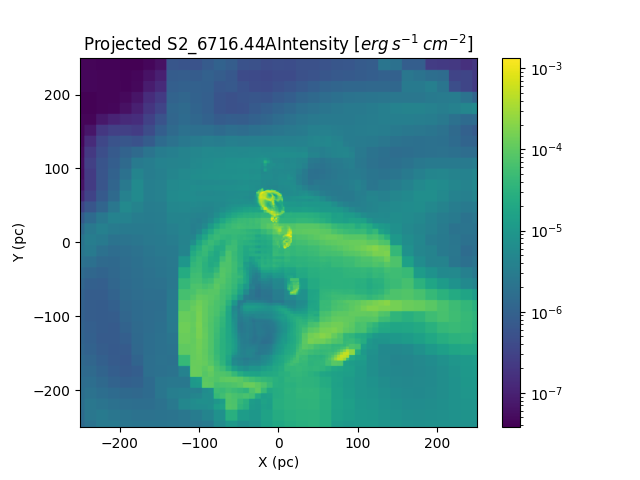 Projected S2_6716.44AIntensity [erg s⁻¹ cm⁻²]
Y (pc)
200
100
0
−100
−200
−200 −100 0 100 200
X (pc)
10⁻³
10⁻⁴
10⁻⁵
10⁻⁶
10⁻⁷